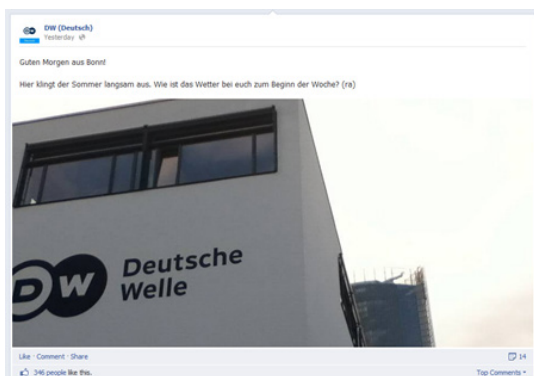 DW (Deutsch)
Yesterday
Guten Morgen aus Bonn!
Hier klingt der Sommer langsam aus. Wie ist das Wetter bei euch zum Beginn der Woche? (ra)
DW Deutsche
Welle
Like · Comment · Share
14
346 people like this.
Top Comments